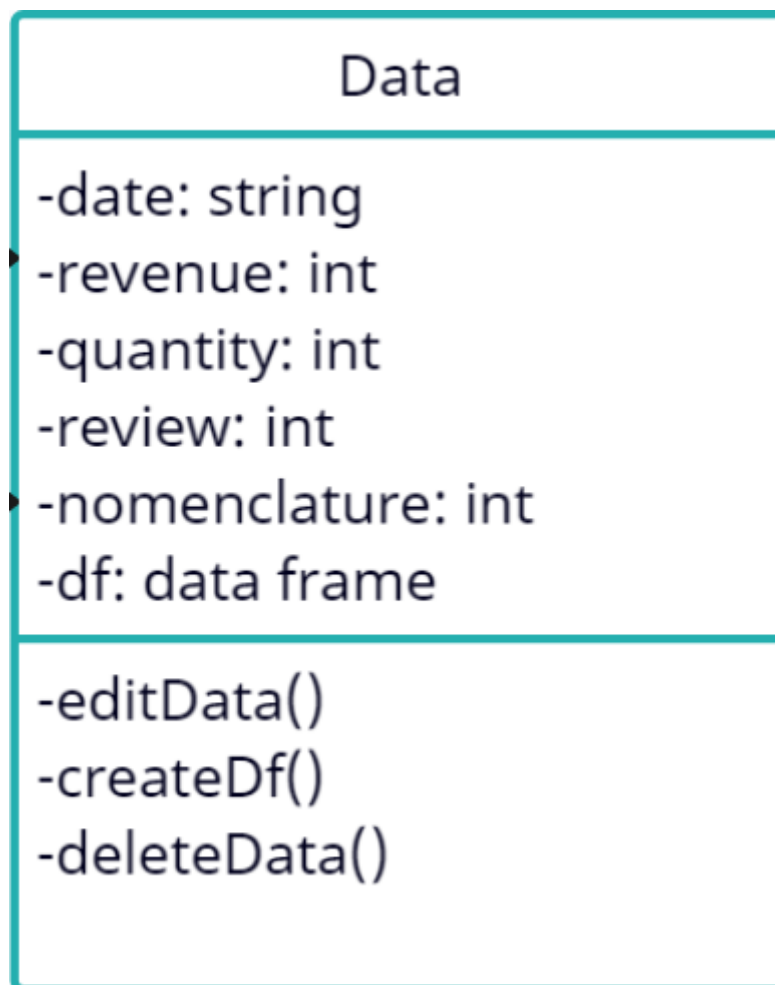 Data
-date: string
-revenue: int
-quantity: int
-review: int
-nomenclature: int
-df: data frame
-editData()
-createDf()
-deleteData()